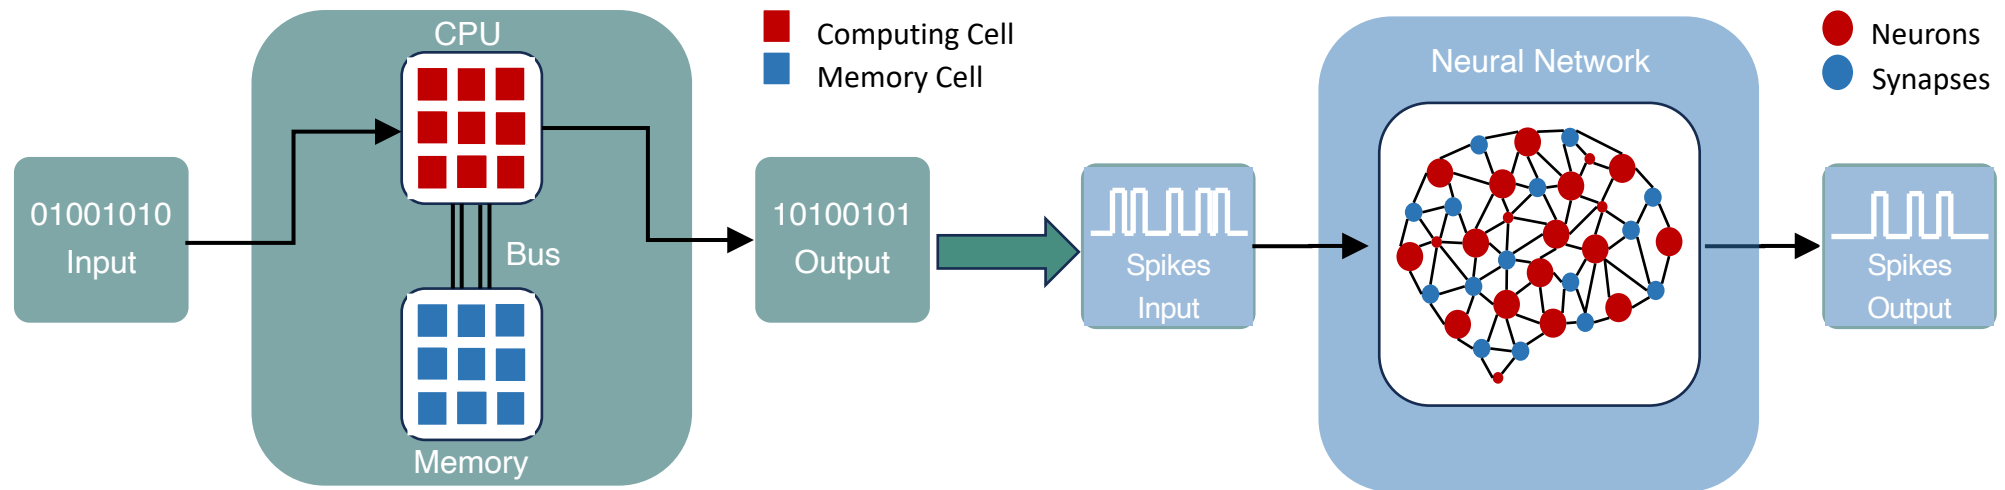 01001010
Input
CPU
Bus
Memory
Computing Cell
Memory Cell
10100101
Output
Spikes
Input
Neural Network
Neurons
Synapses
Spikes
Output